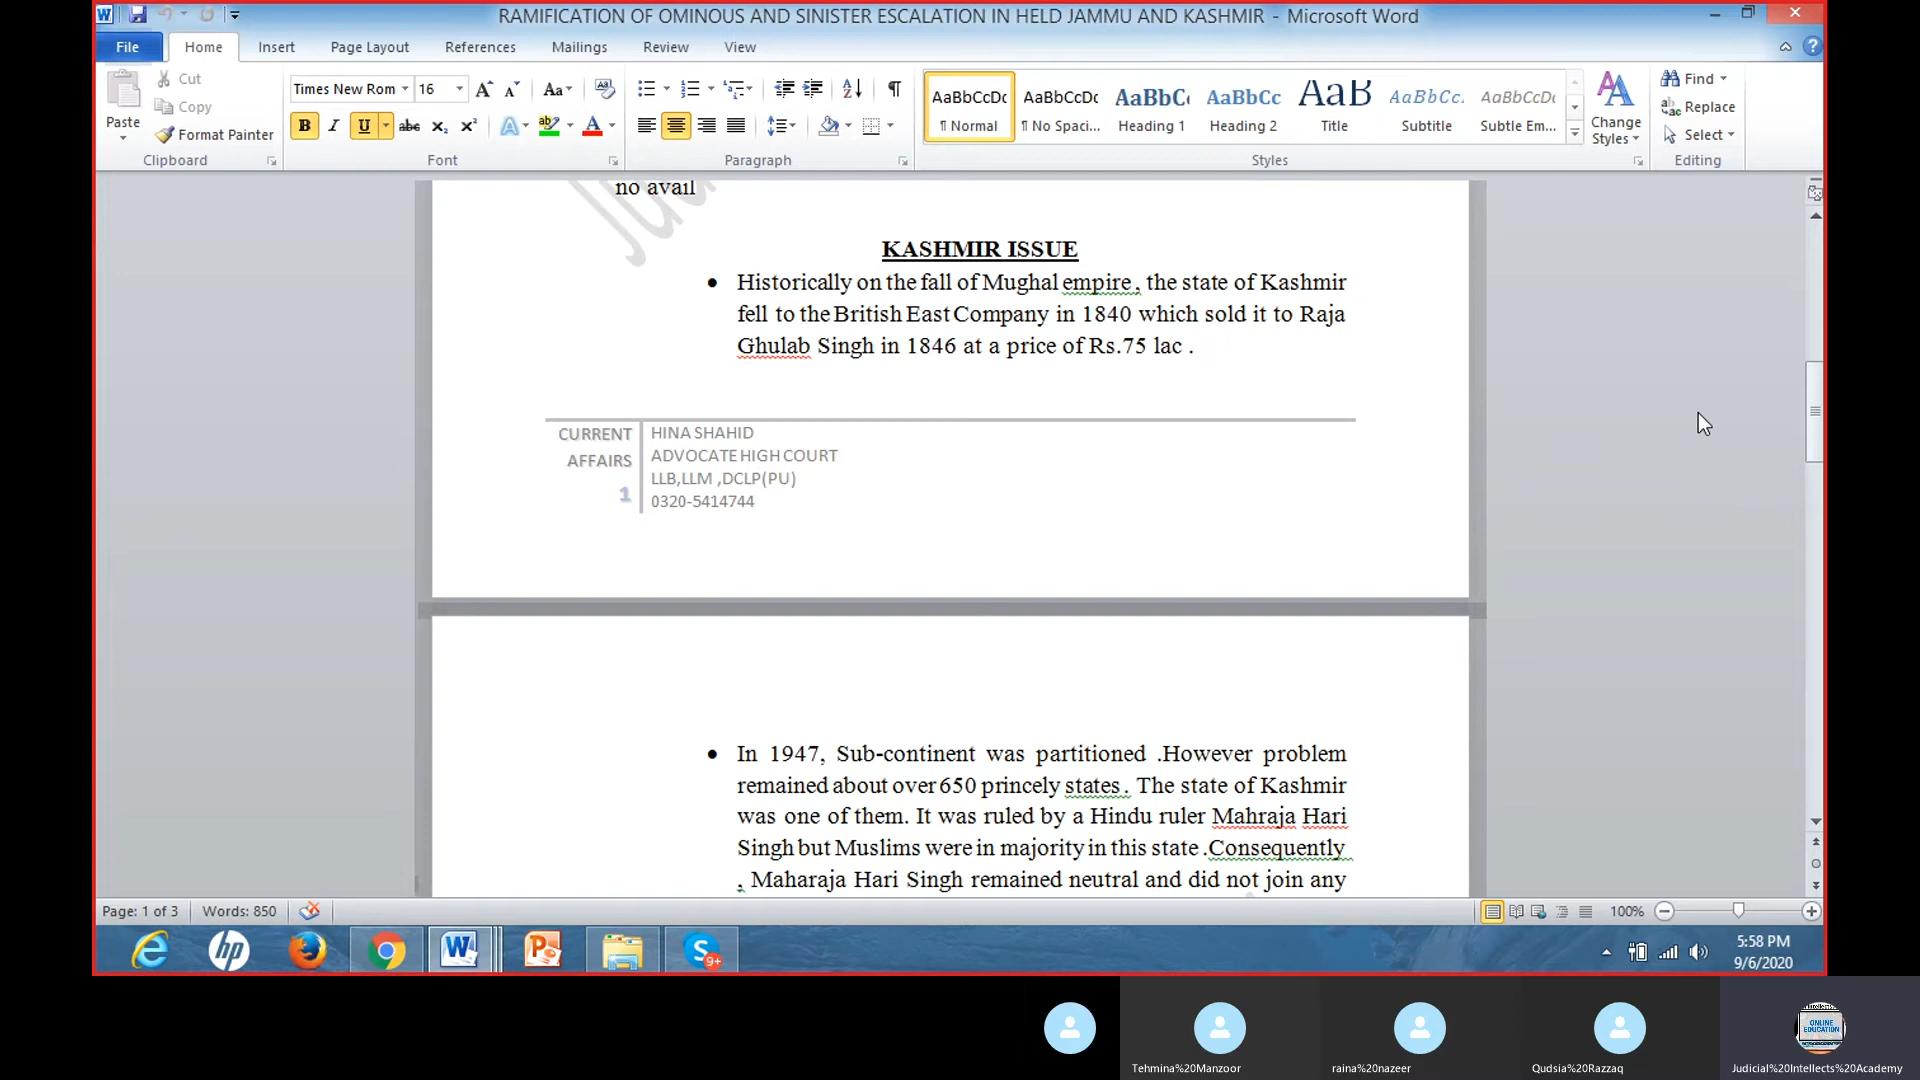 RAMIFICATION OF OMINOUS AND SINISTER ESCALATION IN HELD JAMMU AND KASHMIR - Microsoft Word
File Home Insert Page Layout References Mailings Review View
Cut
Copy
Format Painter
Paste
Clipboard
Times New Rom 16
Font
Paragraph
AaBbCcDc AaBbCcDc AaBbC AaBbCc AaB AaBbCc. AaBbCcDc
¶ Normal ¶ No Spaci... Heading 1 Heading 2 Title Subtitle Subtle Em...
Change
Styles
Styles
Find
Replace
Select
Editing
no avail
KASHMIR ISSUE
• Historically on the fall of Mughal empire , the state of Kashmir
fell to the British East Company in 1840 which sold it to Raja
Ghulab Singh in 1846 at a price of Rs.75 lac .
CURRENT
AFFAIRS
1
HINA SHAHID
ADVOCATE HIGH COURT
LLB,LLM ,DCLP(PU)
0320-5414744
• In 1947, Sub-continent was partitioned .However problem
remained about over 650 princely states . The state of Kashmir
was one of them. It was ruled by a Hindu ruler Mahraja Hari
Singh but Muslims were in majority in this state .Consequently
, Maharaja Hari Singh remained neutral and did not join any
Page: 1 of 3 Words: 850
100%
9+
5:58 PM
9/6/2020
ONLINE
EDUCATION
Tehmina%20Manzoor raina%20nazeer Qudsia%20Razzaq Judicial%20Intellects%20Academy